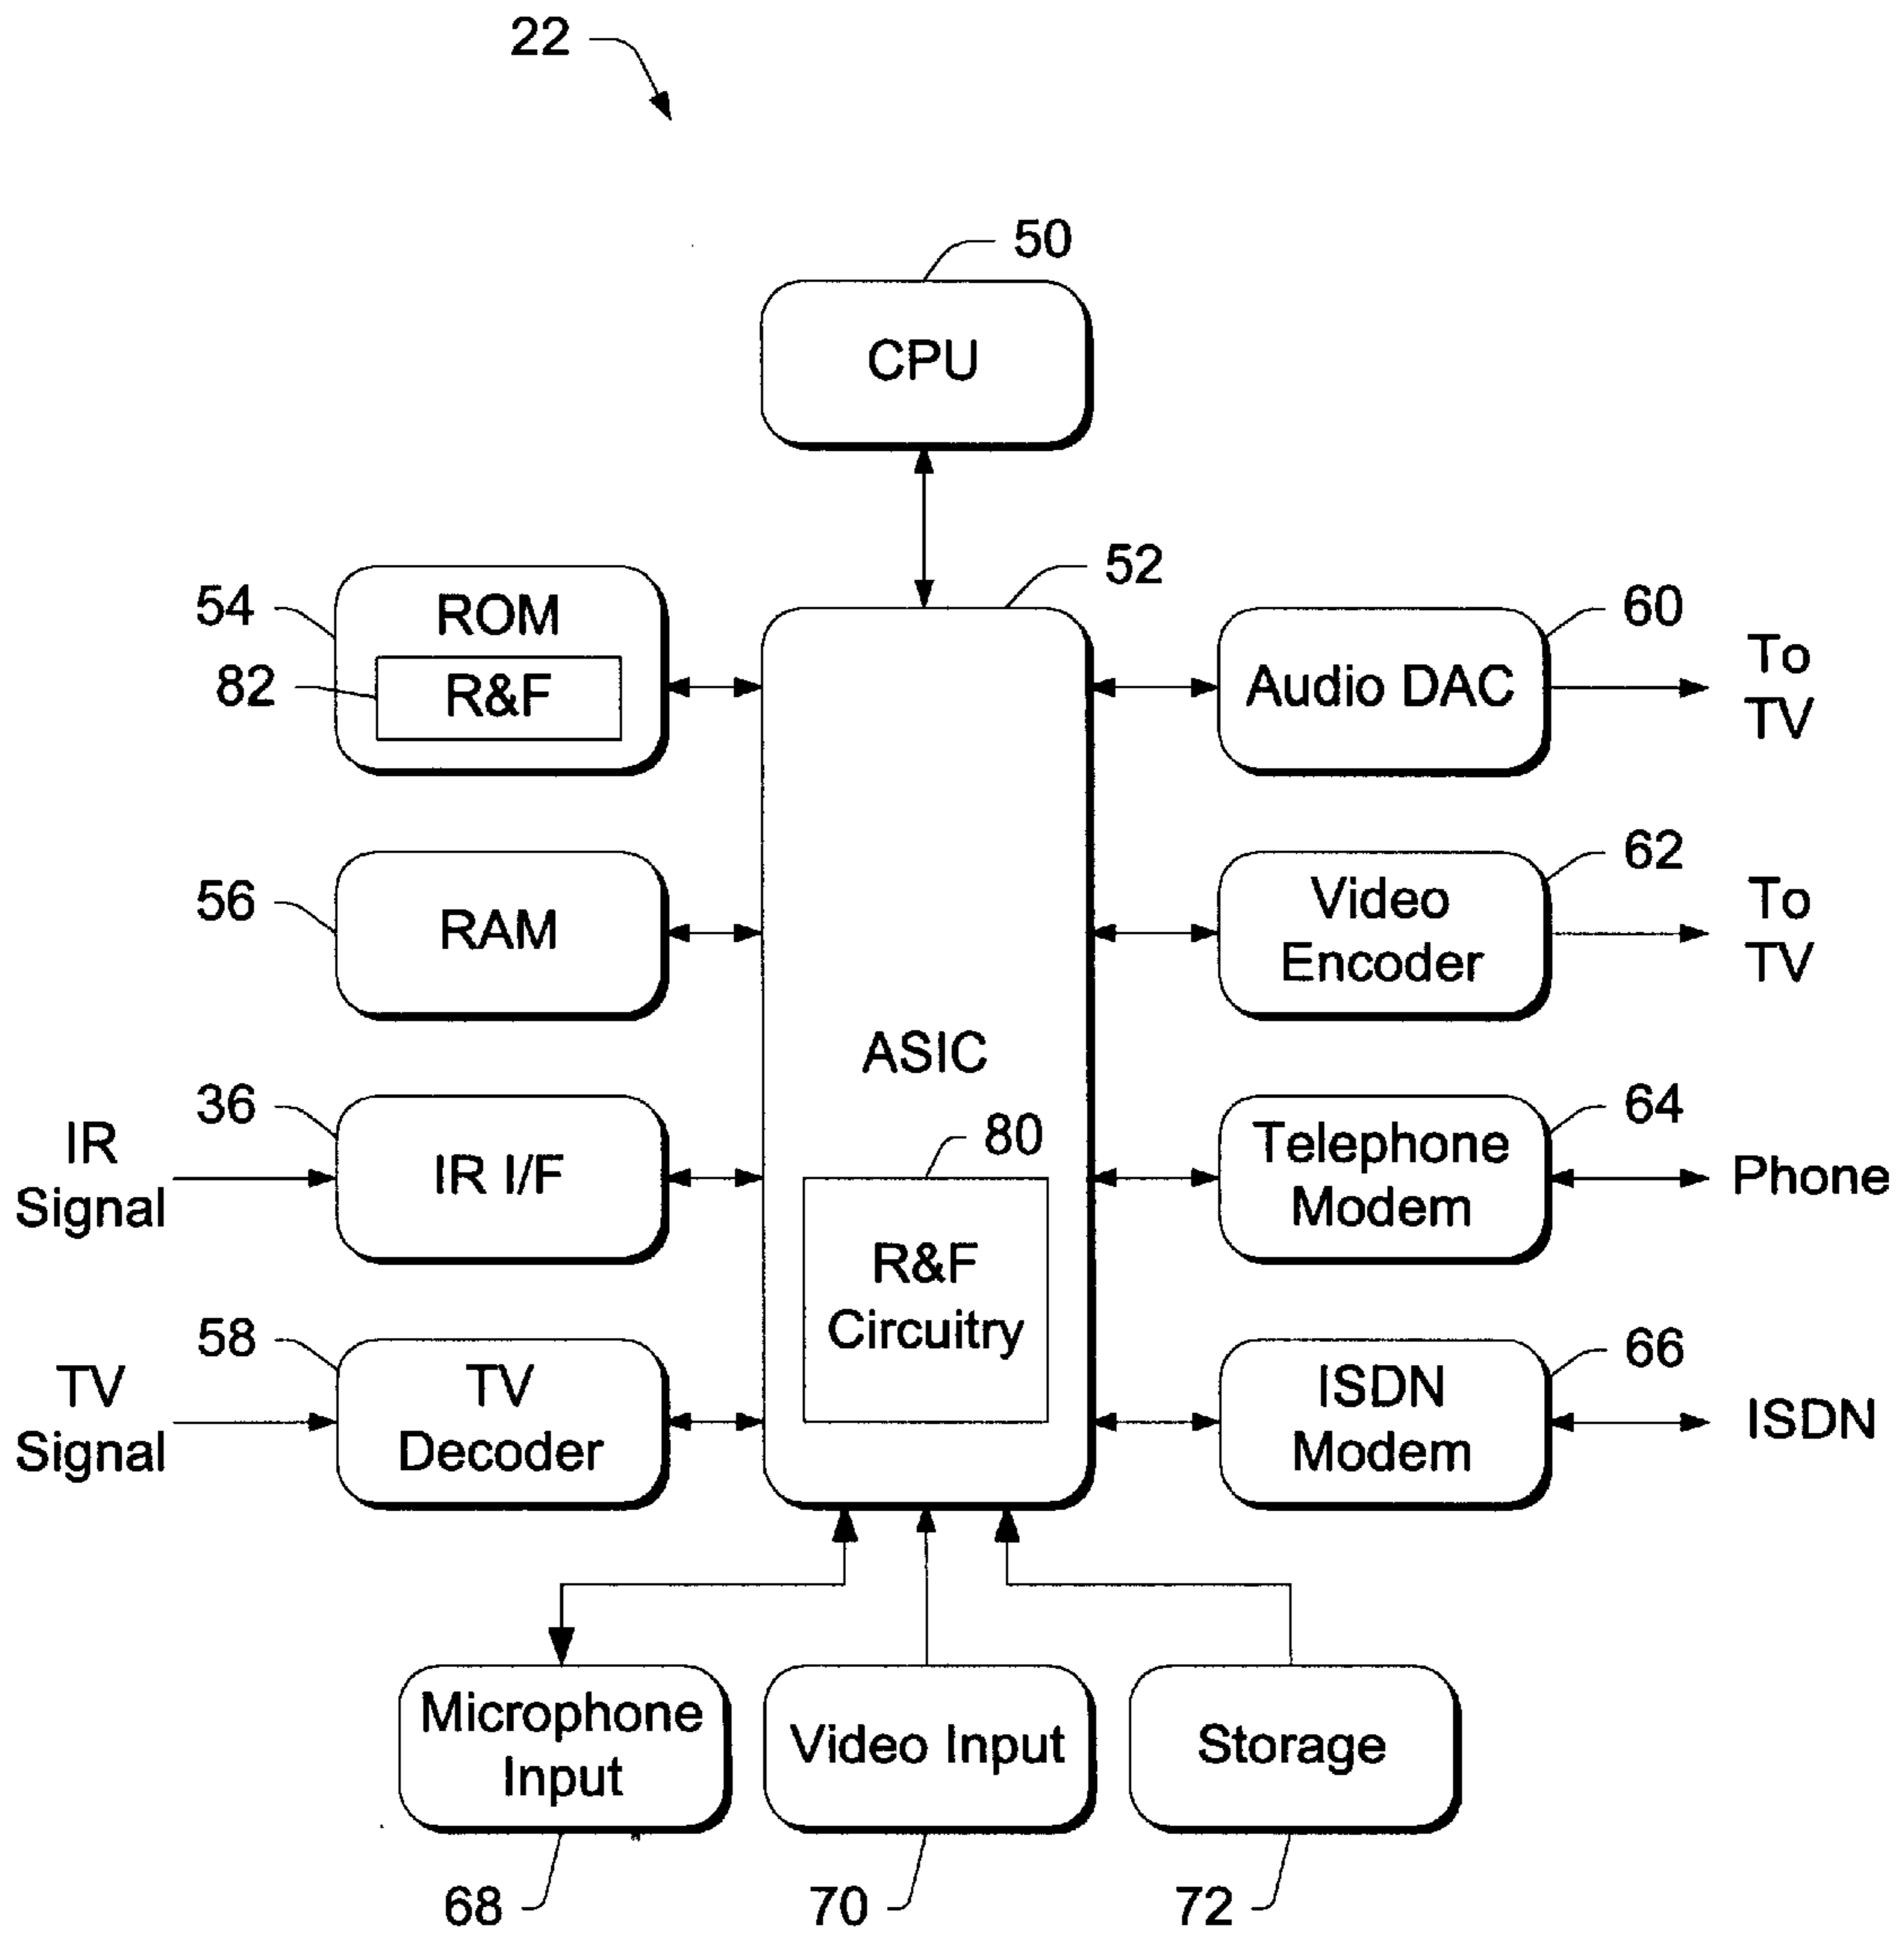 22
50
CPU
52
54
ROM
82
R&F
60
Audio DAC
To
TV
56
RAM
62
Video
Encoder
To
TV
ASIC
36
IR
Signal
IR I/F
80
R&F
Circuitry
64
Telephone
Modem
Phone
58
TV
Signal
TV
Decoder
66
ISDN
Modem
ISDN
Microphone
Input
Video Input
Storage
68
70
72